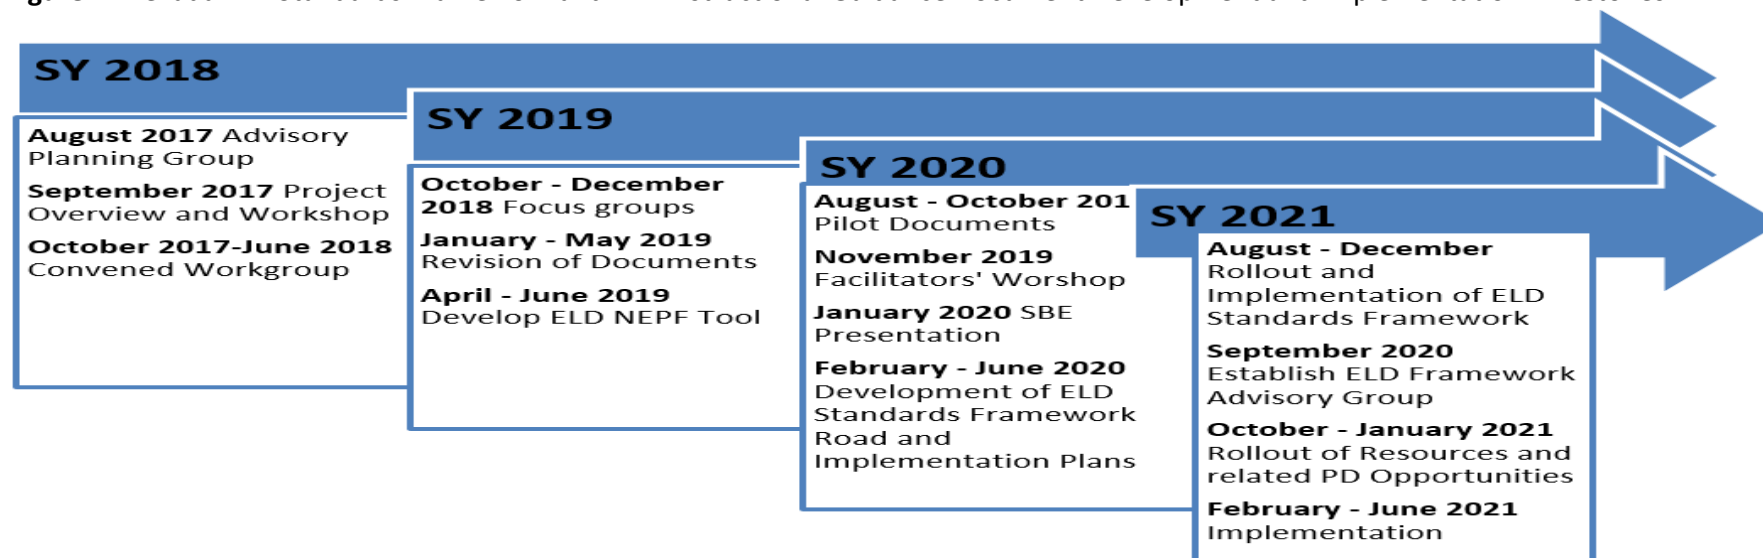 SY 2018
August 2017 Advisory
Planning Group
September 2017 Project
Overview and Workshop
October 2017-June 2018
Convened Workgroup
SY 2019
October - December
2018 Focus groups
January - May 2019
Revision of Documents
April - June 2019
Develop ELD NEPF Tool
SY 2020
August - October 201
Pilot Documents
November 2019
Facilitators' Worshop
January 2020 SBE
Presentation
February - June 2020
Development of ELD
Standards Framework
Road and
Implementation Plans
SY 2021
August - December
Rollout and
Implementation of ELD
Standards Framework
September 2020
Establish ELD Framework
Advisory Group
October - January 2021
Rollout of Resources and
related PD Opportunities
February - June 2021
Implementation